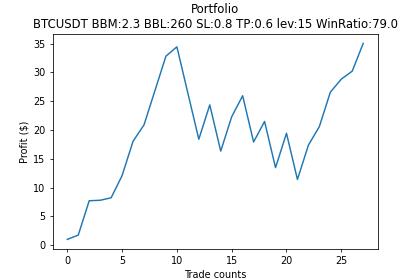 Portfolio
BTCUSDT BBM:2.3 BBL:260 SL:0.8 TP:0.6 lev:15 WinRatio:79.0
35
30
25
20
15
10
5
0
Profit ($)
0 5 10 15 20 25
Trade counts